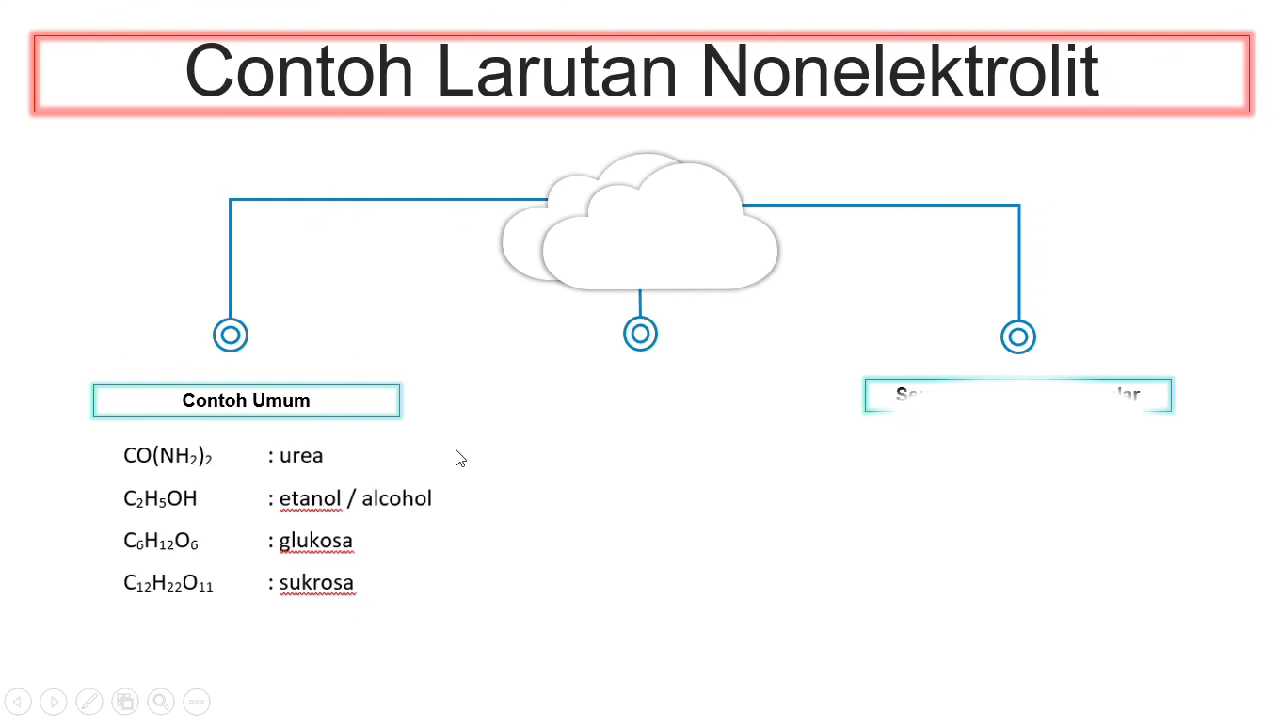 Contoh Larutan Nonelektrolit
Contoh Umum
CO(NH₂)₂ : urea
C₂H₅OH : etanol / alcohol
C₆H₁₂O₆ : glukosa
C₁₂H₂₂O₁₁ : sukrosa